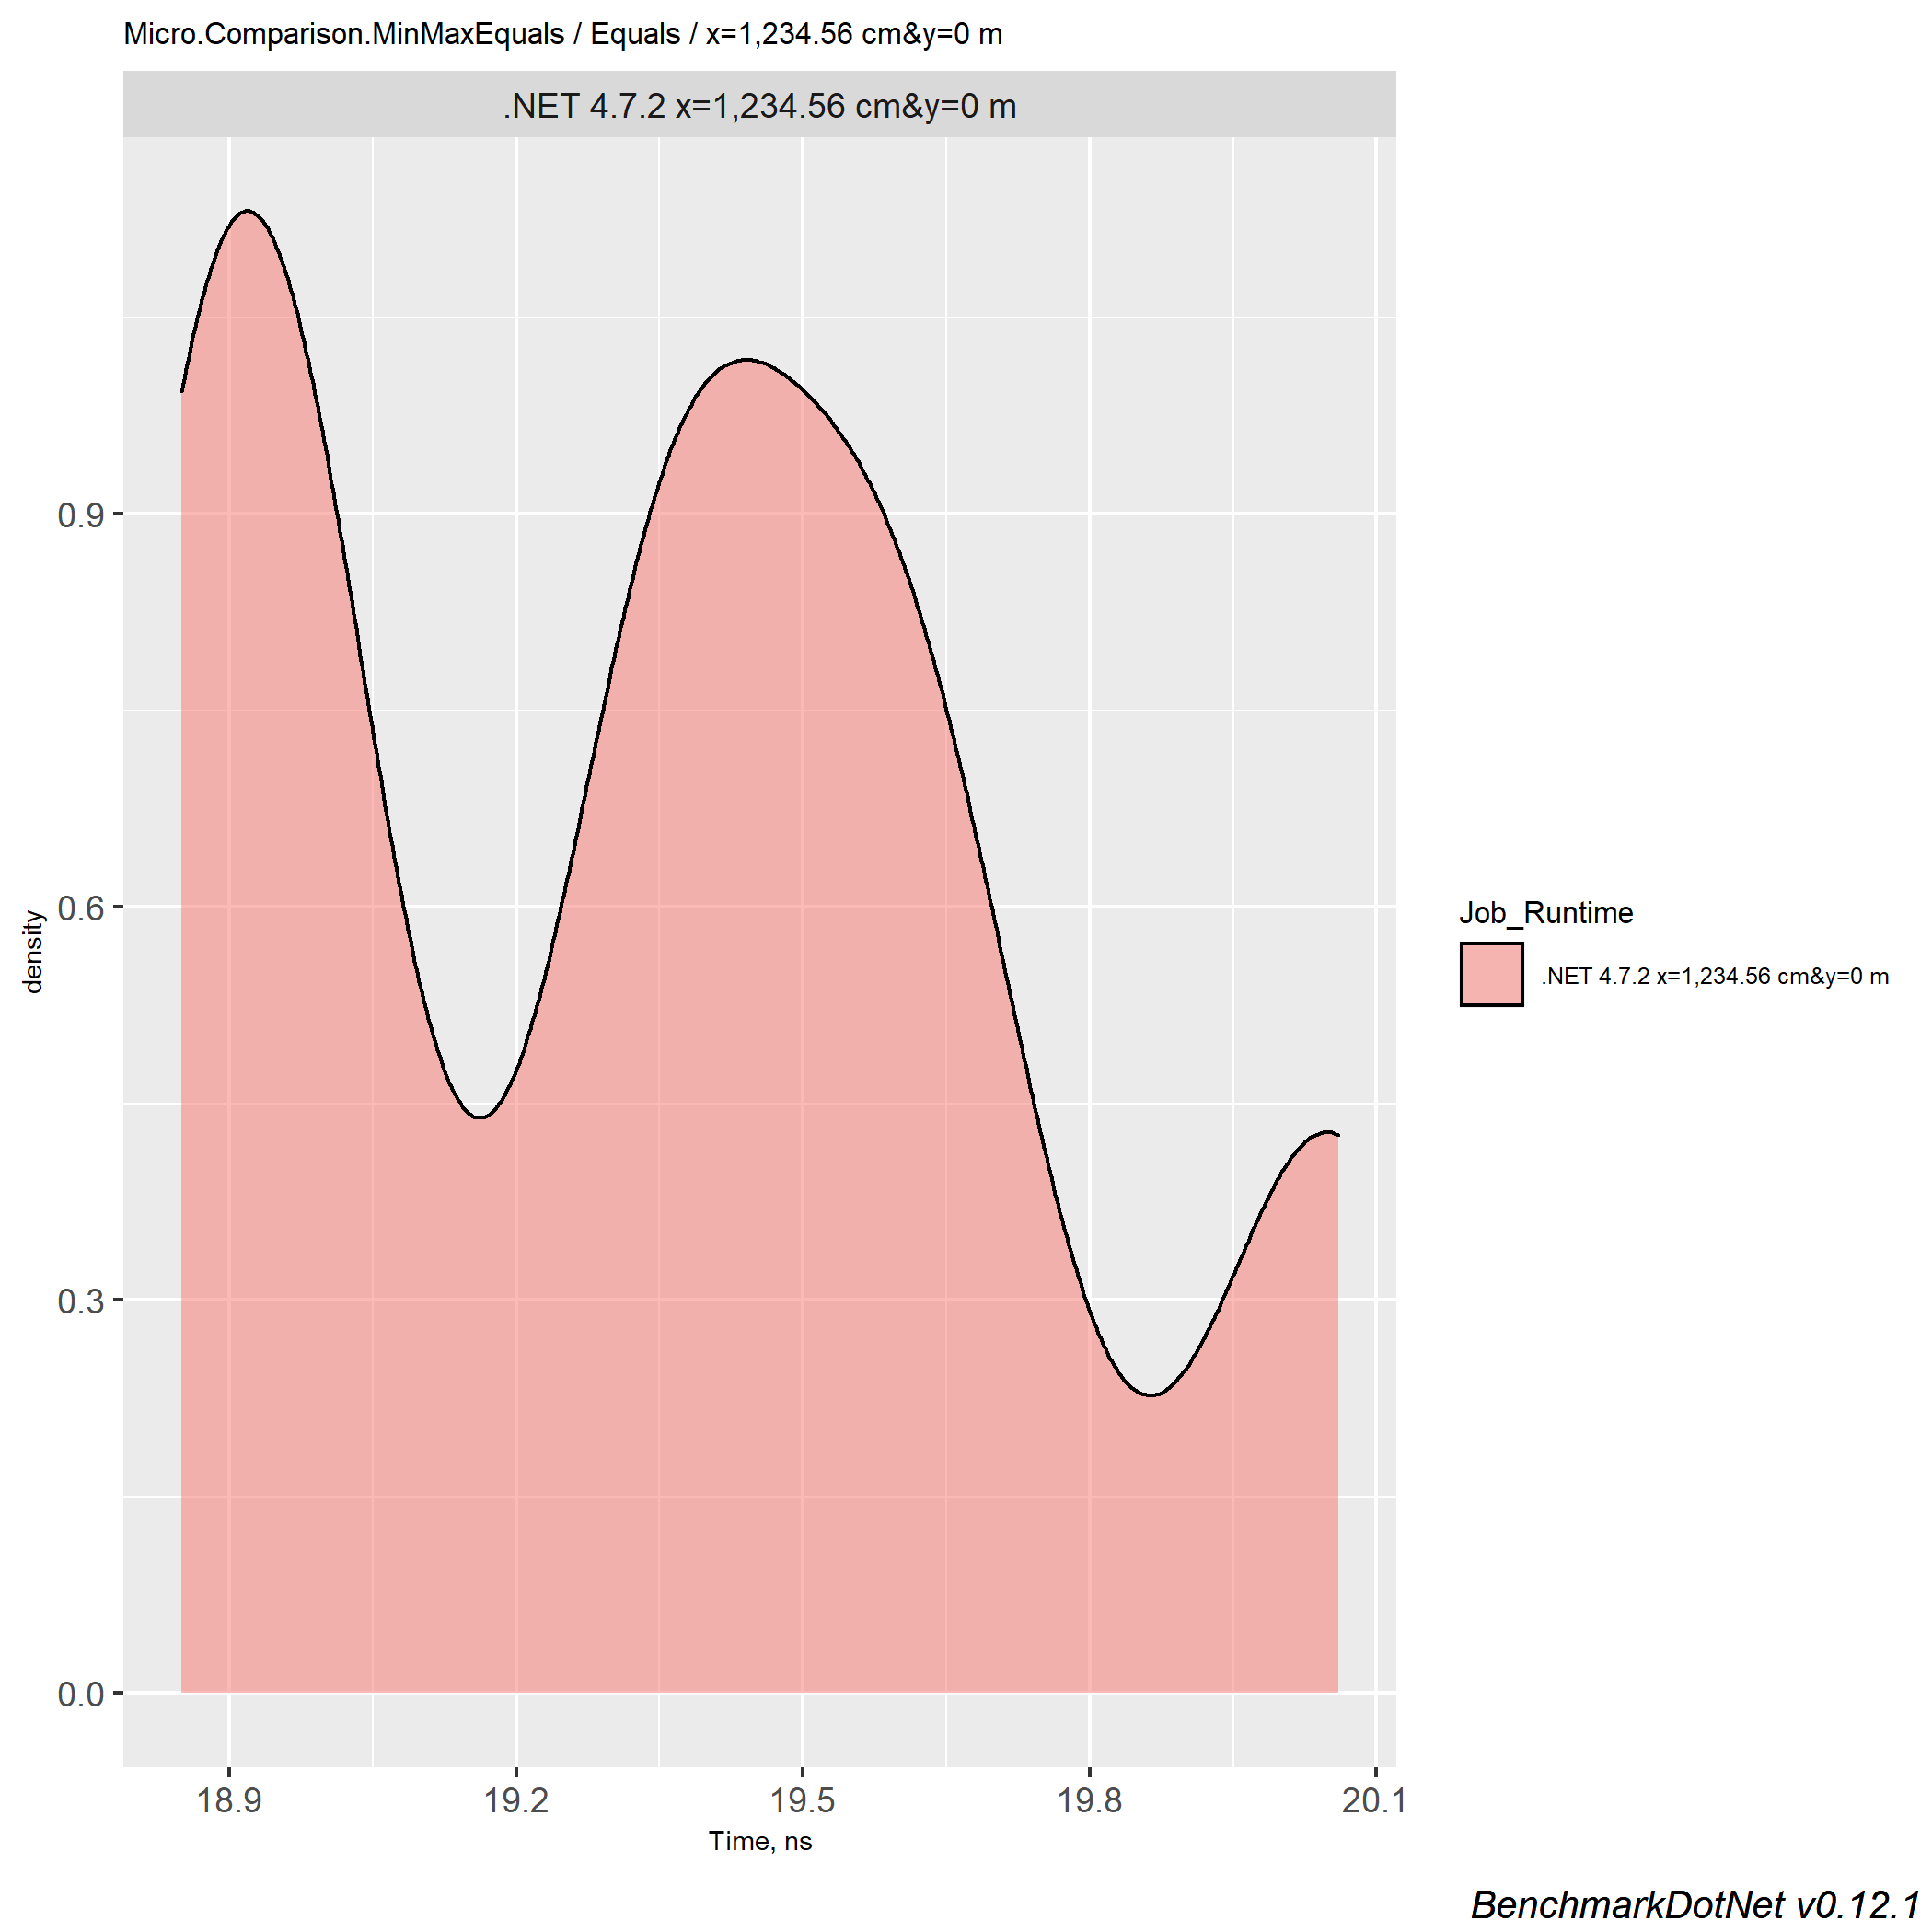 Micro.Comparison.MinMaxEquals / Equals / x=1,234.56 cm&y=0 m
.NET 4.7.2 x=1,234.56 cm&y=0 m
0.9
0.6
0.3
0.0
density
18.9 19.2 19.5 19.8 20.1
Time, ns
Job_Runtime
.NET 4.7.2 x=1,234.56 cm&y=0 m
BenchmarkDotNet v0.12.1